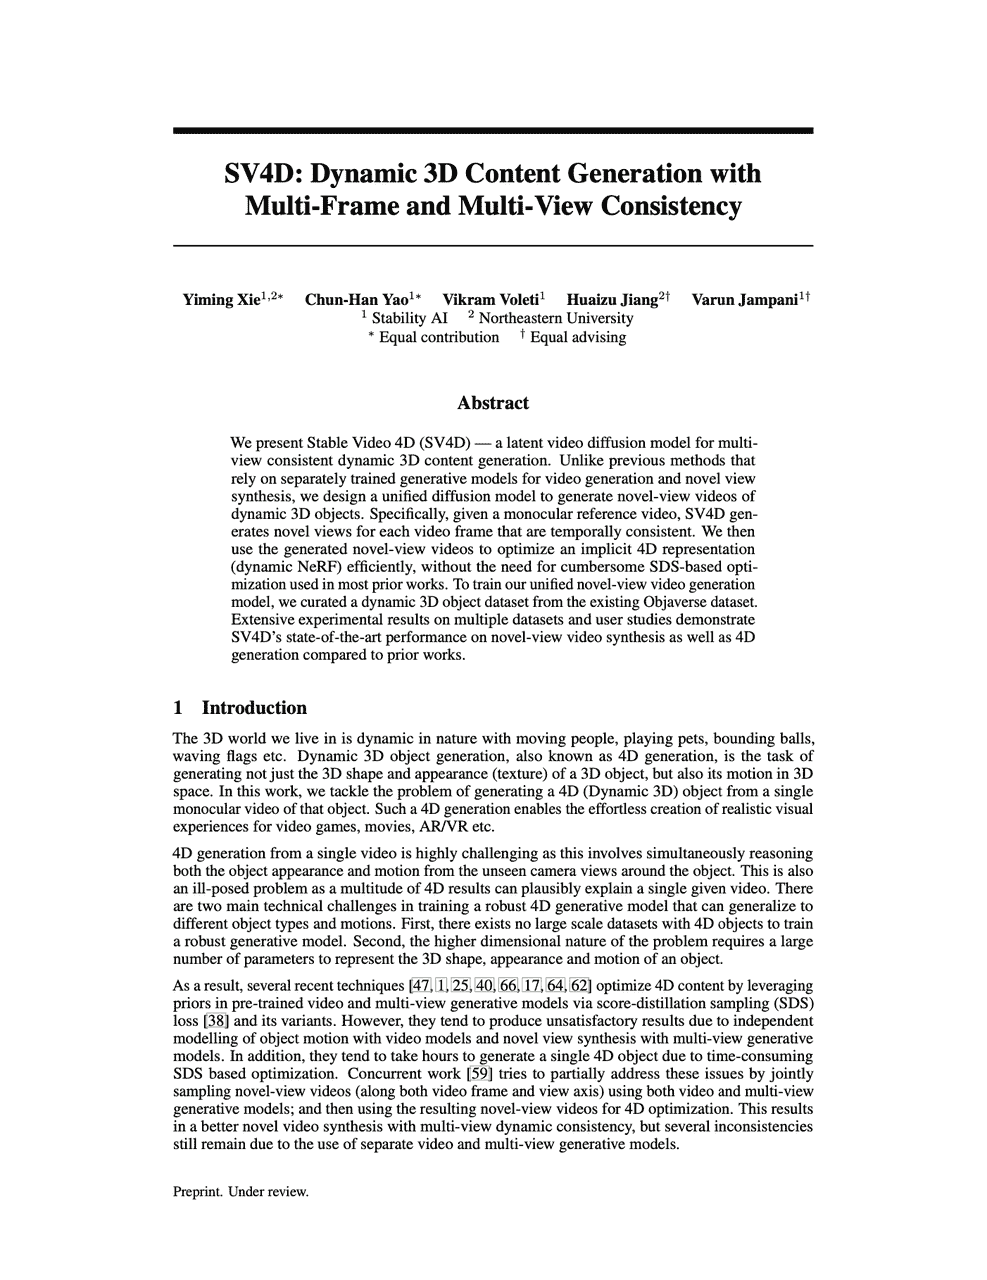 SV4D: Dynamic 3D Content Generation with
Multi-Frame and Multi-View Consistency
Yiming Xie1,2* Chun-Han Yao1* Vikram Voleti1 Huaizu Jiang2† Varun Jampani1†
1 Stability AI 2 Northeastern University
* Equal contribution † Equal advising
Abstract
We present Stable Video 4D (SV4D) — a latent video diffusion model for multi-
view consistent dynamic 3D content generation. Unlike previous methods that
rely on separately trained generative models for video generation and novel view
synthesis, we design a unified diffusion model to generate novel-view videos of
dynamic 3D objects. Specifically, given a monocular reference video, SV4D gen-
erates novel views for each video frame that are temporally consistent. We then
use the generated novel-view videos to optimize an implicit 4D representation
(dynamic NeRF) efficiently, without the need for cumbersome SDS-based opti-
mization used in most prior works. To train our unified novel-view video generation
model, we curated a dynamic 3D object dataset from the existing Objaverse dataset.
Extensive experimental results on multiple datasets and user studies demonstrate
SV4D's state-of-the-art performance on novel-view video synthesis as well as 4D
generation compared to prior works.
1 Introduction
The 3D world we live in is dynamic in nature with moving people, playing pets, bounding balls,
waving flags etc. Dynamic 3D object generation, also known as 4D generation, is the task of
generating not just the 3D shape and appearance (texture) of a 3D object, but also its motion in 3D
space. In this work, we tackle the problem of generating a 4D (Dynamic 3D) object from a single
monocular video of that object. Such a 4D generation enables the effortless creation of realistic visual
experiences for video games, movies, AR/VR etc.
4D generation from a single video is highly challenging as this involves simultaneously reasoning
both the object appearance and motion from the unseen camera views around the object. This is also
an ill-posed problem as a multitude of 4D results can plausibly explain a single given video. There
are two main technical challenges in training a robust 4D generative model that can generalize to
different object types and motions. First, there exists no large scale datasets with 4D objects to train
a robust generative model. Second, the higher dimensional nature of the problem requires a large
number of parameters to represent the 3D shape, appearance and motion of an object.
As a result, several recent techniques [47, 1, 25, 40, 66, 17, 64, 62] optimize 4D content by leveraging
priors in pre-trained video and multi-view generative models via score-distillation sampling (SDS)
loss [38] and its variants. However, they tend to produce unsatisfactory results due to independent
modelling of object motion with video models and novel view synthesis with multi-view generative
models. In addition, they tend to take hours to generate a single 4D object due to time-consuming
SDS based optimization. Concurrent work [59] tries to partially address these issues by jointly
sampling novel-view videos (along both video frame and view axis) using both video and multi-view
generative models; and then using the resulting novel-view videos for 4D optimization. This results
in a better novel video synthesis with multi-view dynamic consistency, but several inconsistencies
still remain due to the use of separate video and multi-view generative models.
Preprint. Under review.